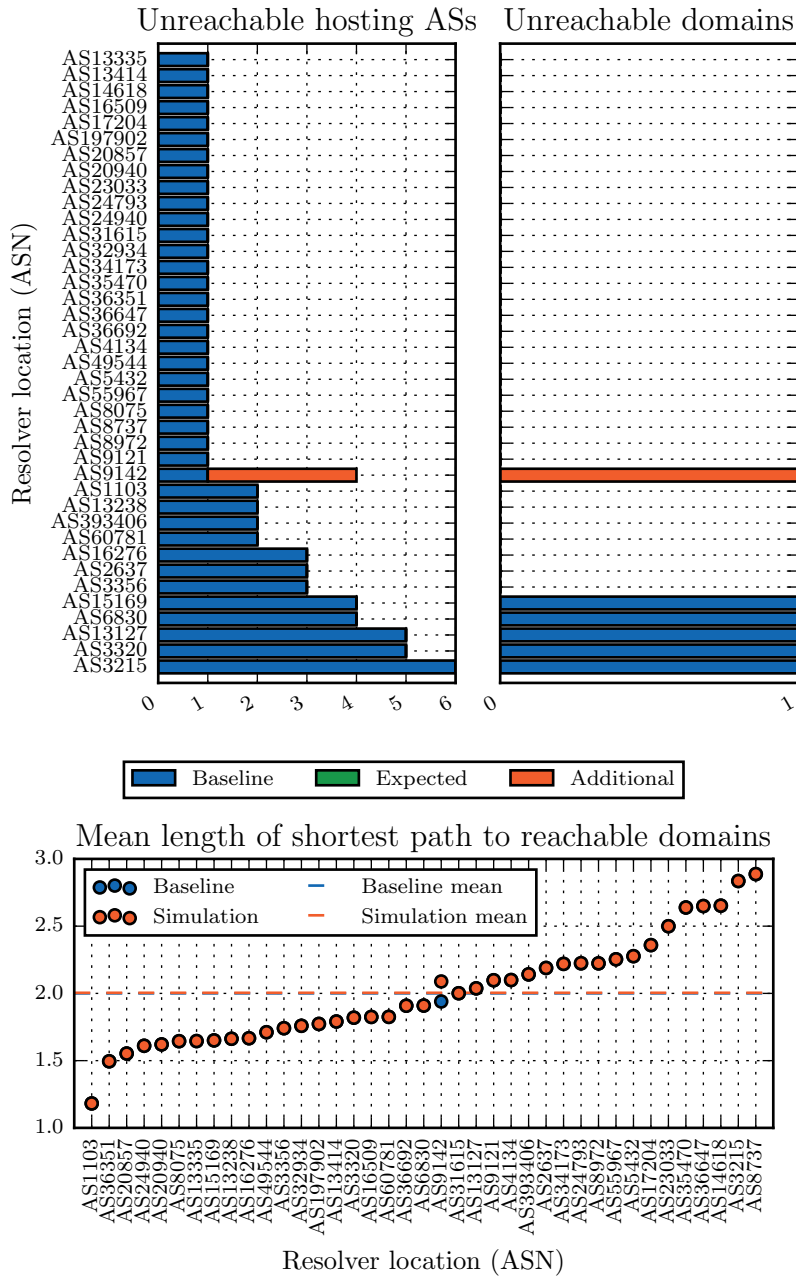 Unreachable hosting ASs
Unreachable domains
Resolver location (ASN)
AS13335
AS13414
AS14618
AS16509
AS17204
AS197902
AS20857
AS20940
AS23033
AS24793
AS24940
AS31615
AS32934
AS34173
AS35470
AS36351
AS36647
AS36692
AS4134
AS49544
AS5432
AS55967
AS8075
AS8737
AS8972
AS9121
AS9142
AS1103
AS13238
AS393406
AS60781
AS16276
AS2637
AS3356
AS15169
AS6830
AS13127
AS3320
AS3215
0 1 2 3 4 5 6
0 1
Baseline Expected Additional
Mean length of shortest path to reachable domains
3.0
2.5
2.0
1.5
1.0
Baseline Baseline mean
Simulation Simulation mean
AS1103
AS36351
AS20857
AS24940
AS20940
AS8075
AS13335
AS15169
AS13238
AS16276
AS49544
AS3356
AS32934
AS197902
AS13414
AS3320
AS16509
AS60781
AS36692
AS6830
AS9142
AS31615
AS13127
AS9121
AS4134
AS393406
AS2637
AS34173
AS24793
AS8972
AS55967
AS5432
AS17204
AS23033
AS35470
AS36647
AS14618
AS3215
AS8737
Resolver location (ASN)